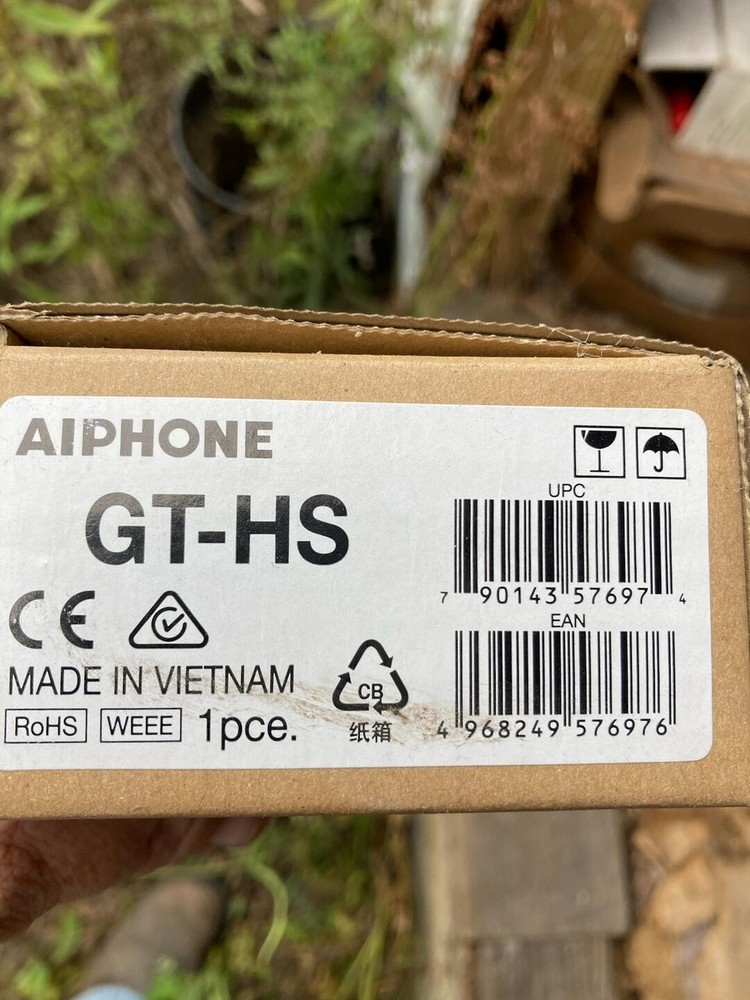 AIPHONE
GT-HS
CE
MADE IN VIETNAM
RoHS WEEE 1pce.
CB
纸箱
UPC
7 90143 57697 4
EAN
4 968249 576976